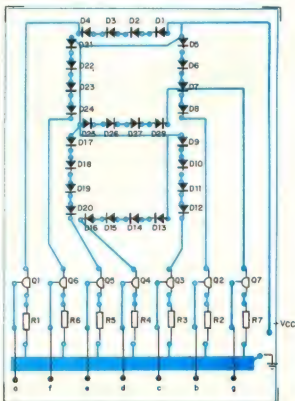 D4 D3 D2 D1
D21 D5
D22 D6
D23 D7
D24 D8
D25 D26 D27 D28
D17 D9
D18 D10
D19 D11
D20 D12
D16 D15 D14 D13
Q1 Q6 Q5 Q4 Q3 Q2 Q7
R1 R6 R5 R4 R3 R2 R7
+VCC
a f e d c b g